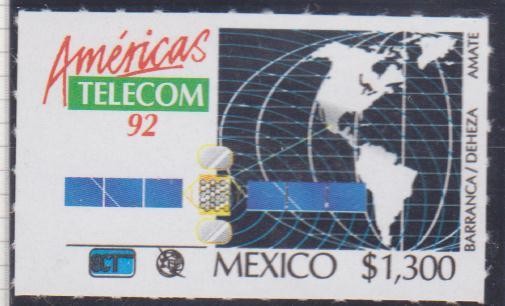 Américas
TELECOM
92
BARRANCA / DEHEZA AMATE
SCT
MEXICO $1,300